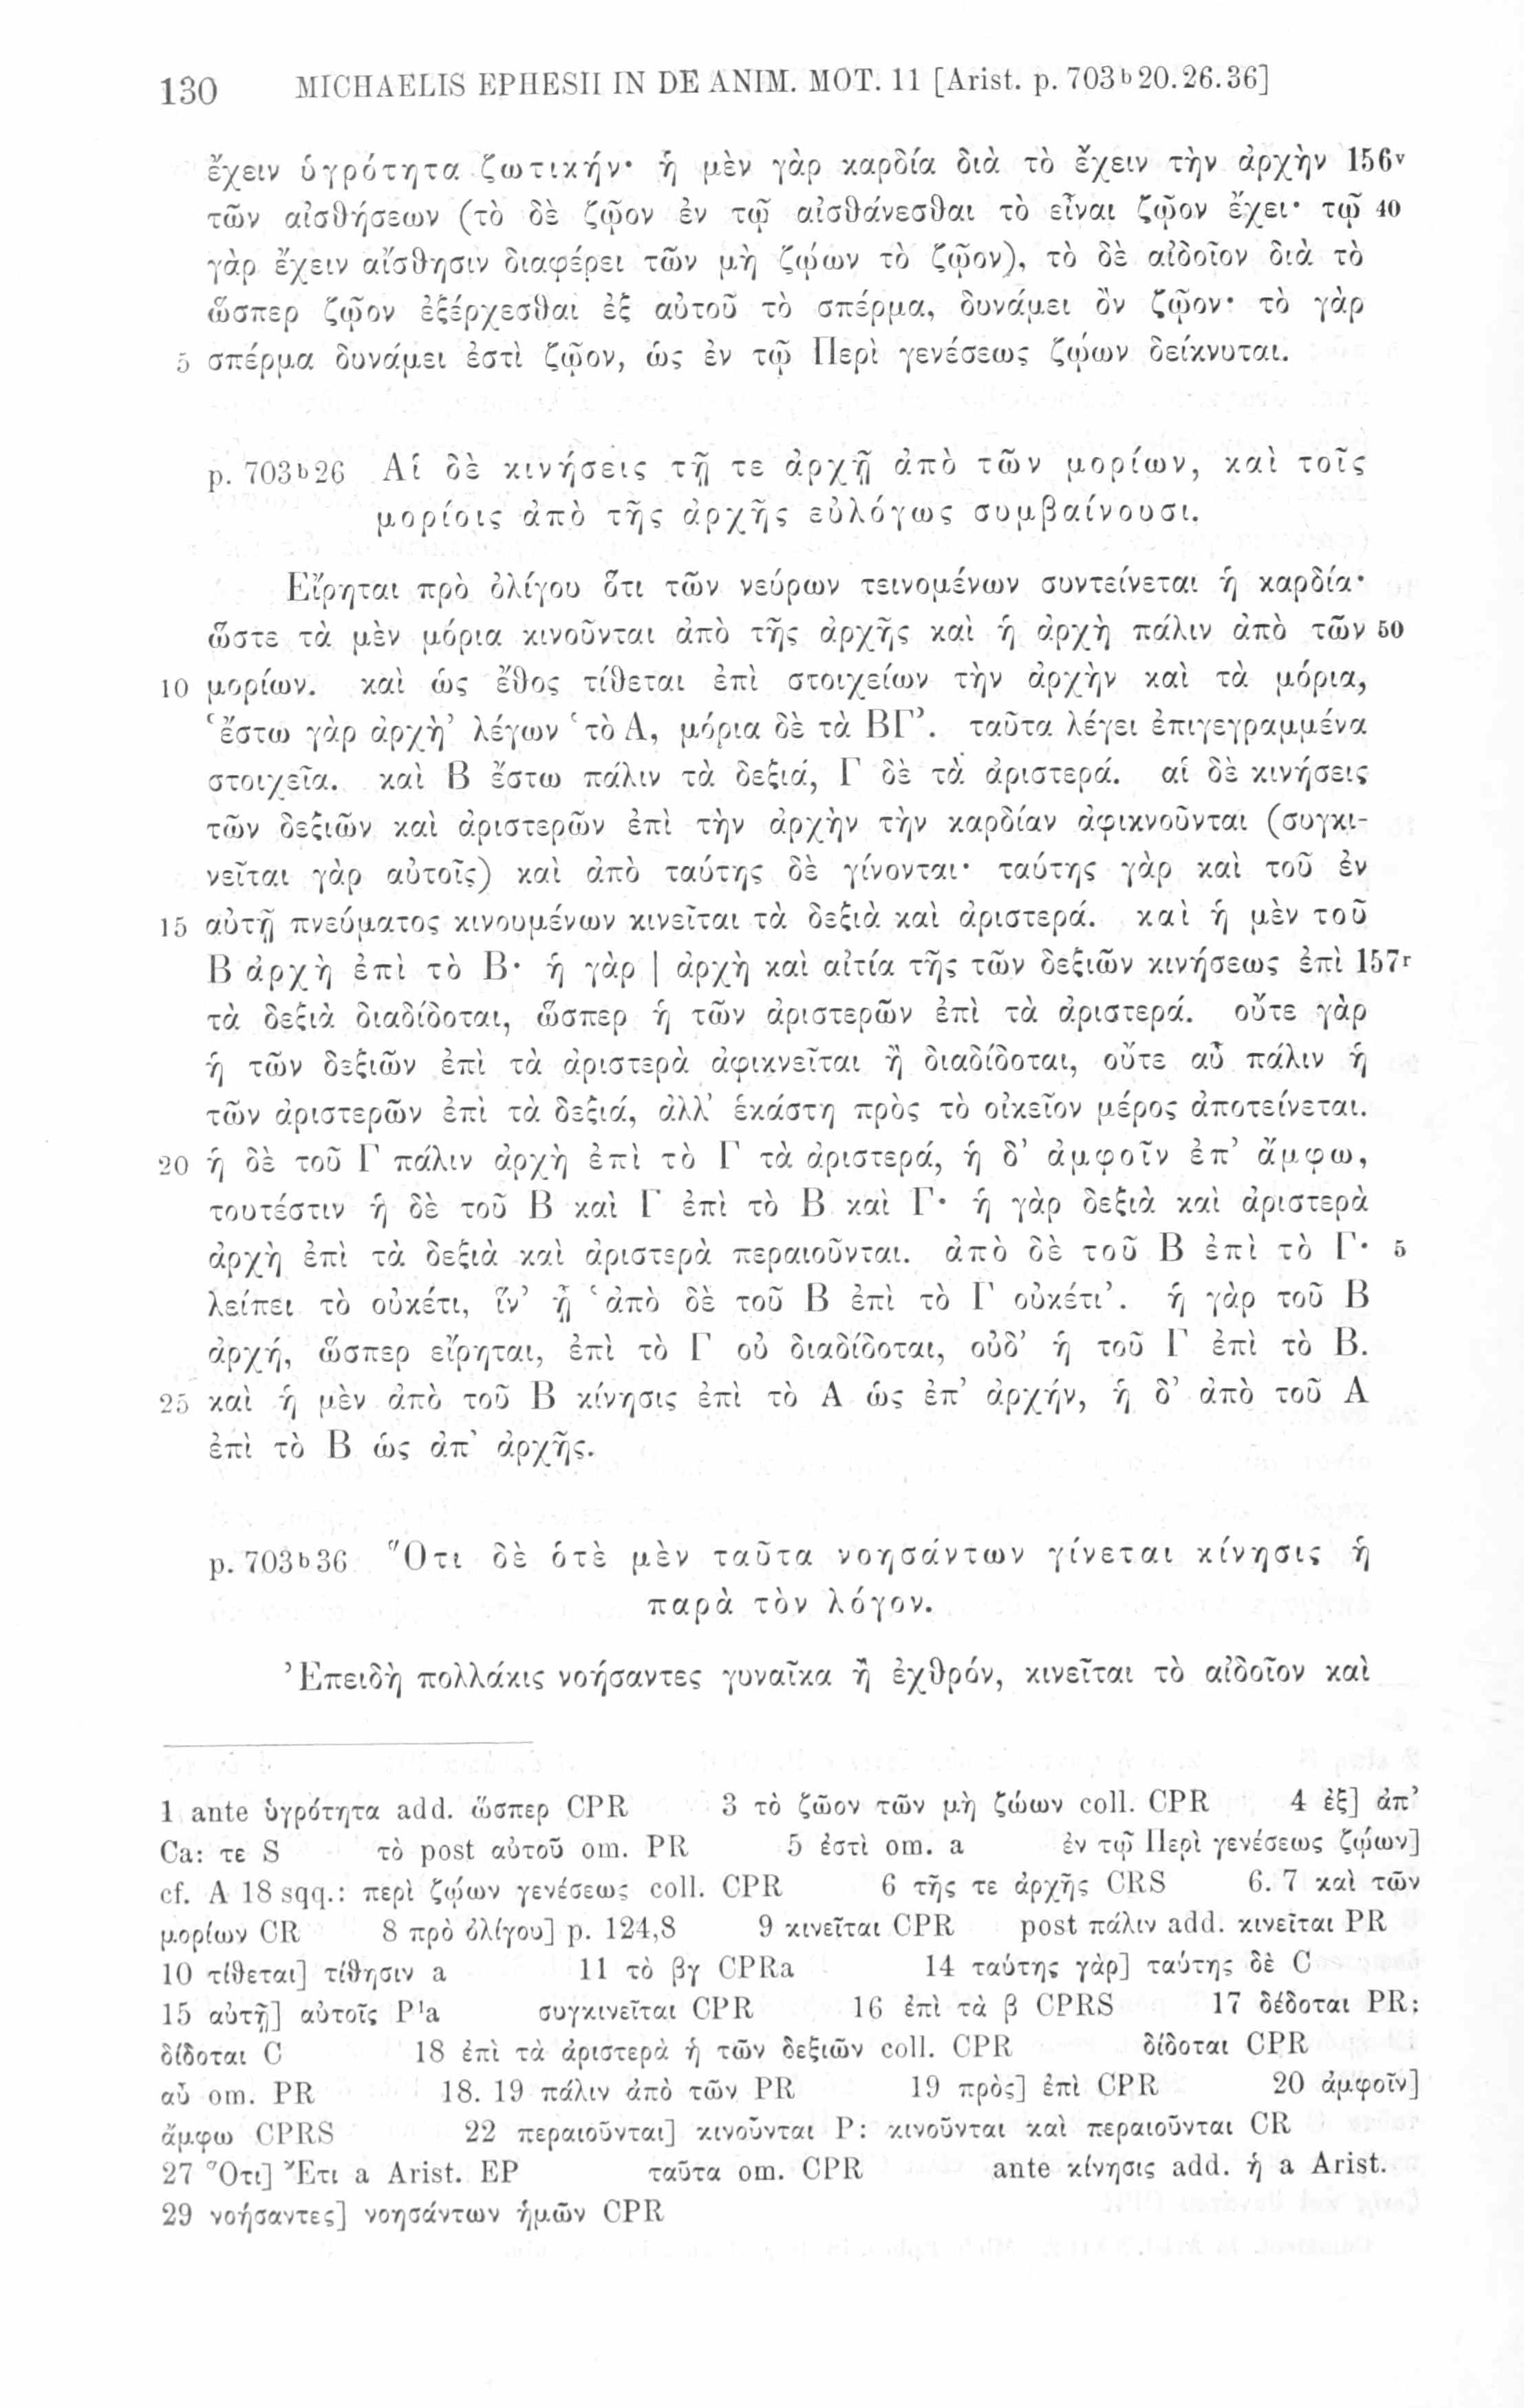 130 MICHAELIS EPHESII IN DE ANIM. MOT. 11 [Arist. p. 703b20.26.36]
ἔχειν ὑγρότητα ζωτικήν· ἡ μὲν γὰρ καρδία διὰ τὸ ἔχειν τὴν ἀρχὴν 156v
τῶν αἰσθήσεων (τὸ δὲ ζῷον ἐν τῷ αἰσθάνεσθαι τὸ εἶναι ζῷον ἔχει· τῷ 40
γὰρ ἔχειν αἴσθησιν διαφέρει τῶν μὴ ζῴων τὸ ζῷον), τὸ δὲ αἰδοῖον διὰ τὸ
ὥσπερ ζῷον ἐξέρχεσθαι ἐξ αὐτοῦ τὸ σπέρμα, δυνάμει ὂν ζῷον· τὸ γὰρ
5 σπέρμα δυνάμει ἐστὶ ζῷον, ὡς ἐν τῷ Περὶ γενέσεως ζῴων δείκνυται.
p. 703b26 Αἱ δὲ κινήσεις τῇ τε ἀρχῇ ἀπὸ τῶν μορίων, καὶ τοῖς
μορίοις ἀπὸ τῆς ἀρχῆς εὐλόγως συμβαίνουσι.
Εἴρηται πρὸ ὀλίγου ὅτι τῶν νεύρων τεινομένων συντείνεται ἡ καρδία·
ὥστε τὰ μὲν μόρια κινοῦνται ἀπὸ τῆς ἀρχῆς καὶ ἡ ἀρχὴ πάλιν ἀπὸ τῶν 50
10 μορίων. καὶ ὡς ἔθος τίθεται ἐπὶ στοιχείων τὴν ἀρχὴν καὶ τὰ μόρια,
‘ἔστω γὰρ ἀρχὴ’ λέγων ‘τὸ Α, μόρια δὲ τὰ ΒΓ’. ταῦτα λέγει ἐπιγεγραμμένα
στοιχεῖα. καὶ Β ἔστω πάλιν τὰ δεξιά, Γ δὲ τὰ ἀριστερά. αἱ δὲ κινήσεις
τῶν δεξιῶν καὶ ἀριστερῶν ἐπὶ τὴν ἀρχὴν τὴν καρδίαν ἀφικνοῦνται (συγκι-
νεῖται γὰρ αὐτοῖς) καὶ ἀπὸ ταύτης δὲ γίνονται· ταύτης γὰρ καὶ τοῦ ἐν
15 αὐτῇ πνεύματος κινουμένων κινεῖται τὰ δεξιὰ καὶ ἀριστερά. καὶ ἡ μὲν τοῦ
Β ἀρχὴ ἐπὶ τὸ Β· ἡ γὰρ | ἀρχὴ καὶ αἰτία τῆς τῶν δεξιῶν κινήσεως ἐπὶ 157r
τὰ δεξιὰ διαδίδοται, ὥσπερ ἡ τῶν ἀριστερῶν ἐπὶ τὰ ἀριστερά. οὔτε γὰρ
ἡ τῶν δεξιῶν ἐπὶ τὰ ἀριστερὰ ἀφικνεῖται ἢ διαδίδοται, οὔτε αὖ πάλιν ἡ
τῶν ἀριστερῶν ἐπὶ τὰ δεξιά, ἀλλ’ ἑκάστη πρὸς τὸ οἰκεῖον μέρος ἀποτείνεται.
20 ἡ δὲ τοῦ Γ πάλιν ἀρχὴ ἐπὶ τὸ Γ τὰ ἀριστερά, ἡ δ’ ἀμφοῖν ἐπ’ ἄμφω,
τουτέστιν ἡ δὲ τοῦ Β καὶ Γ ἐπὶ τὸ Β καὶ Γ· ἡ γὰρ δεξιὰ καὶ ἀριστερὰ
ἀρχὴ ἐπὶ τὰ δεξιὰ καὶ ἀριστερὰ περαιοῦνται. ἀπὸ δὲ τοῦ Β ἐπὶ τὸ Γ· 5
λείπει τὸ οὐκέτι, ἵν’ ᾖ ‘ἀπὸ δὲ τοῦ Β ἐπὶ τὸ Γ οὐκέτι’. ἡ γὰρ τοῦ Β
ἀρχή, ὥσπερ εἴρηται, ἐπὶ τὸ Γ οὐ διαδίδοται, οὐδ’ ἡ τοῦ Γ ἐπὶ τὸ Β.
25 καὶ ἡ μὲν ἀπὸ τοῦ Β κίνησις ἐπὶ τὸ Α ὡς ἐπ’ ἀρχήν, ἡ δ’ ἀπὸ τοῦ Α
ἐπὶ τὸ Β ὡς ἀπ’ ἀρχῆς.
p. 703b36 Ὅτι δὲ ὁτὲ μὲν ταῦτα νοησάντων γίνεται κίνησις ἡ
παρὰ τὸν λόγον.
Ἐπειδὴ πολλάκις νοήσαντες γυναῖκα ἢ ἐχθρόν, κινεῖται τὸ αἰδοῖον καὶ
1 ante ὑγρότητα add. ὥσπερ CPR 3 τὸ ζῶον τῶν μὴ ζώων coll. CPR 4 ἐξ] ἀπ’
Ca: τε S τὸ post αὐτοῦ om. PR 5 ἐστὶ om. a ἐν τῷ Περὶ γενέσεως ζῴων]
cf. A 18 sqq.: περὶ ζῴων γενέσεως coll. CPR 6 τῆς τε ἀρχῆς CRS 6. 7 καὶ τῶν
μορίων CR 8 πρὸ ὀλίγου] p. 124,8 9 κινεῖται CPR post πάλιν add. κινεῖται PR
10 τίθεται] τίθησιν a 11 τὸ βγ CPRa 14 ταύτης γὰρ] ταύτης δὲ C
15 αὐτῇ] αὐτοῖς P¹a συγκινεῖται CPR 16 ἐπὶ τὰ β CPRS 17 δέδοται PR:
δίδοται C 18 ἐπὶ τὰ ἀριστερὰ ἡ τῶν δεξιῶν coll. CPR δίδοται CPR
αὖ om. PR 18. 19 πάλιν ἀπὸ τῶν PR 19 πρὸς] ἐπὶ CPR 20 ἀμφοῖν]
ἄμφω CPRS 22 περαιοῦνται] κινοῦνται P: κινοῦνται καὶ περαιοῦνται CR
27 Ὅτι] Ἔτι a Arist. EP ταῦτα om. CPR ante κίνησις add. ἡ a Arist.
29 νοήσαντες] νοησάντων ἡμῶν CPR